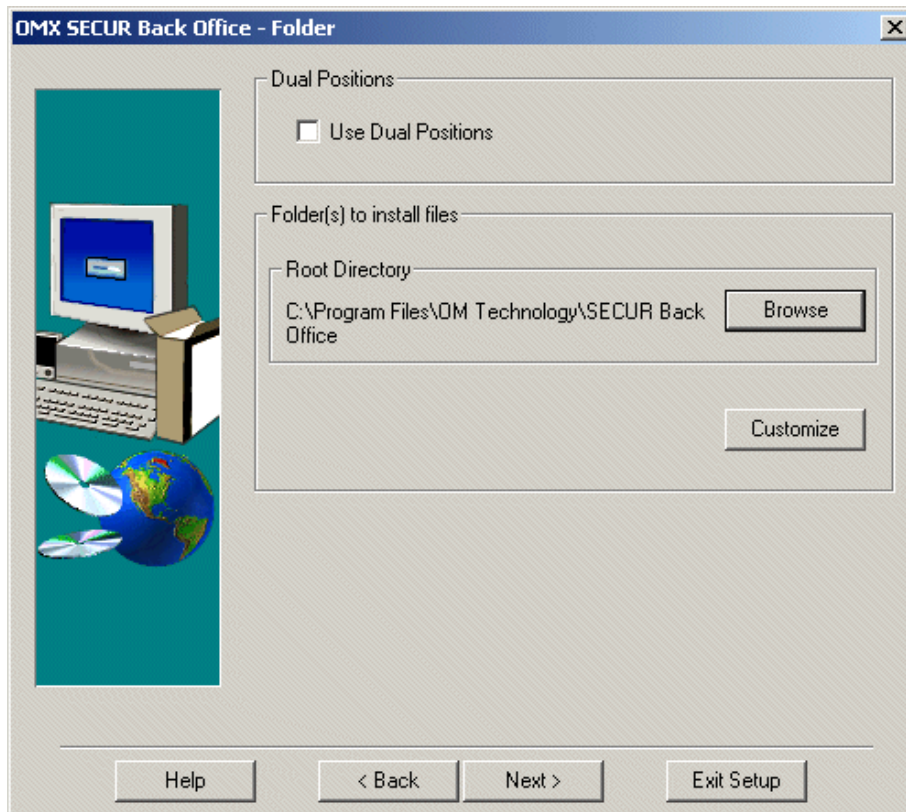 OMX SECUR Back Office - Folder
Dual Positions
Use Dual Positions
Folder(s) to install files
Root Directory
C:\Program Files\OM Technology\SECUR Back
Office
Browse
Customize
Help
< Back
Next >
Exit Setup